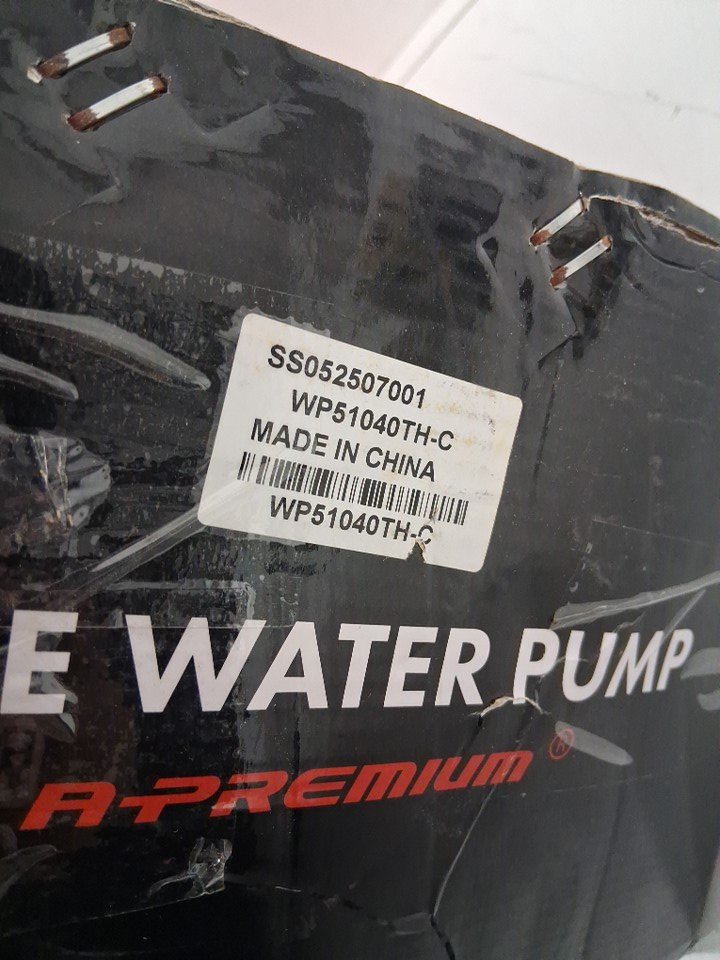 SS052507001
WP51040TH-C
MADE IN CHINA
WP51040TH-C
E WATER PUMP
A-PREMIUM ®